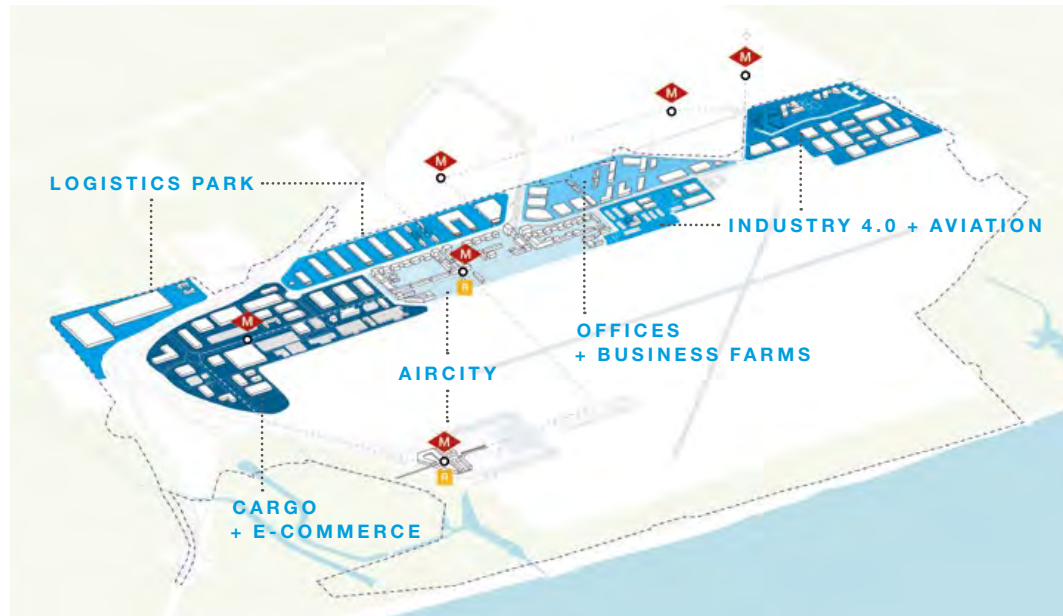 M
M
M
LOGISTICS PARK
INDUSTRY 4.0 + AVIATION
M
R
M
OFFICES
+ BUSINESS FARMS
AIRCITY
M
R
CARGO
+ E-COMMERCE